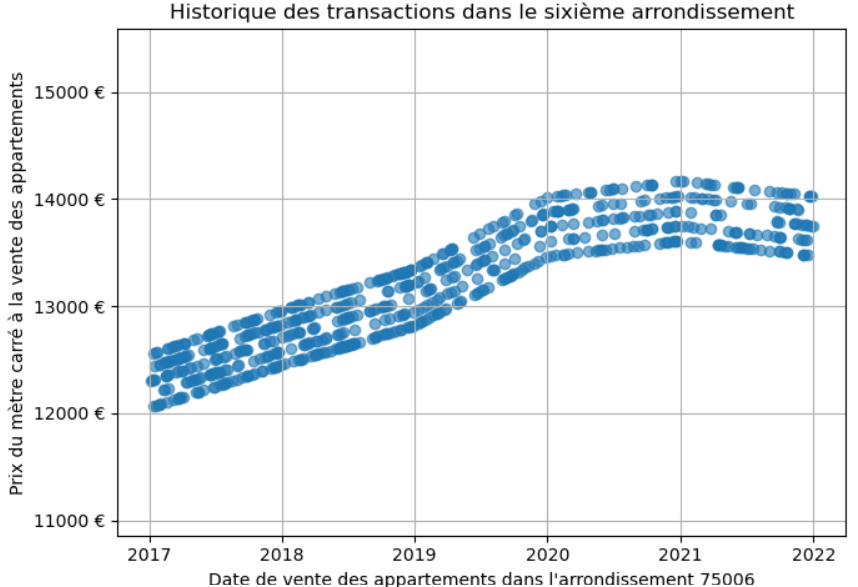 Historique des transactions dans le sixième arrondissement
Prix du mètre carré à la vente des appartements
15000 €
14000 €
13000 €
12000 €
11000 €
2017 2018 2019 2020 2021 2022
Date de vente des appartements dans l'arrondissement 75006